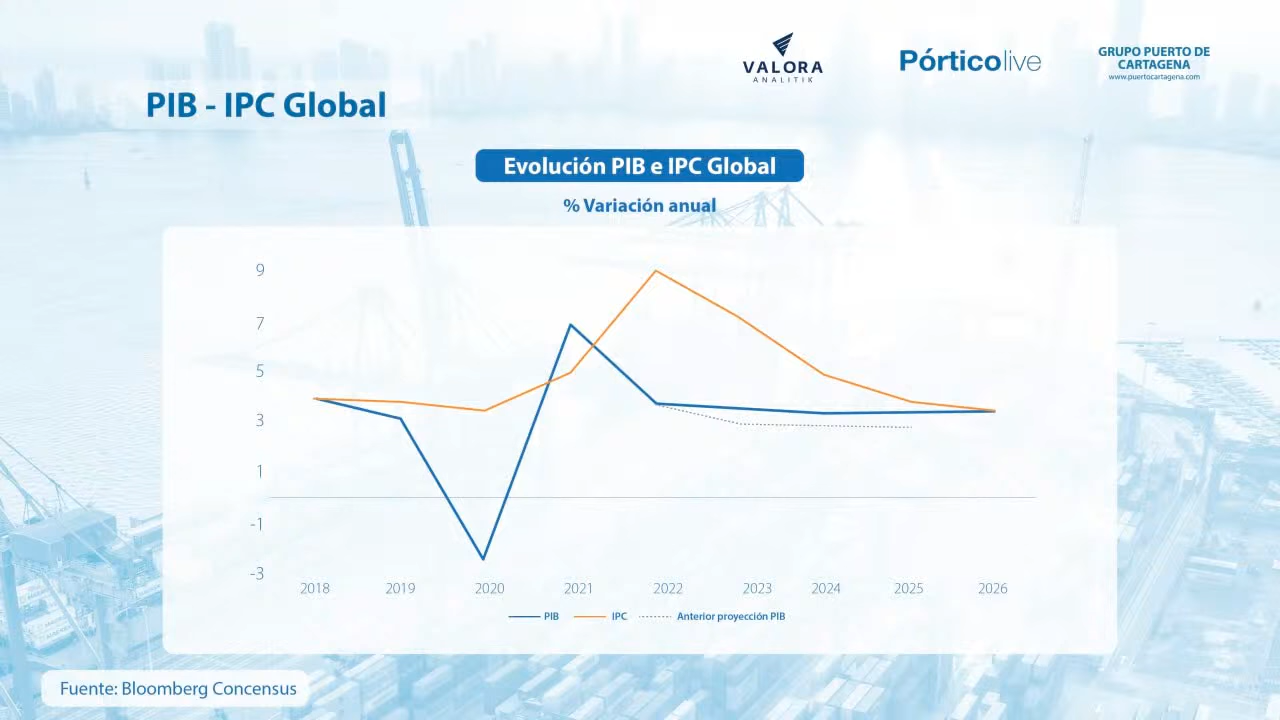 VALORA
ANALITIK
Pórticolive
GRUPO PUERTO DE
CARTAGENA
www.puertocartagena.com
PIB - IPC Global
Evolución PIB e IPC Global
% Variación anual
9
7
5
3
1
-1
-3
2018 2019 2020 2021 2022 2023 2024 2025 2026
PIB IPC Anterior proyección PIB
Fuente: Bloomberg Concensus